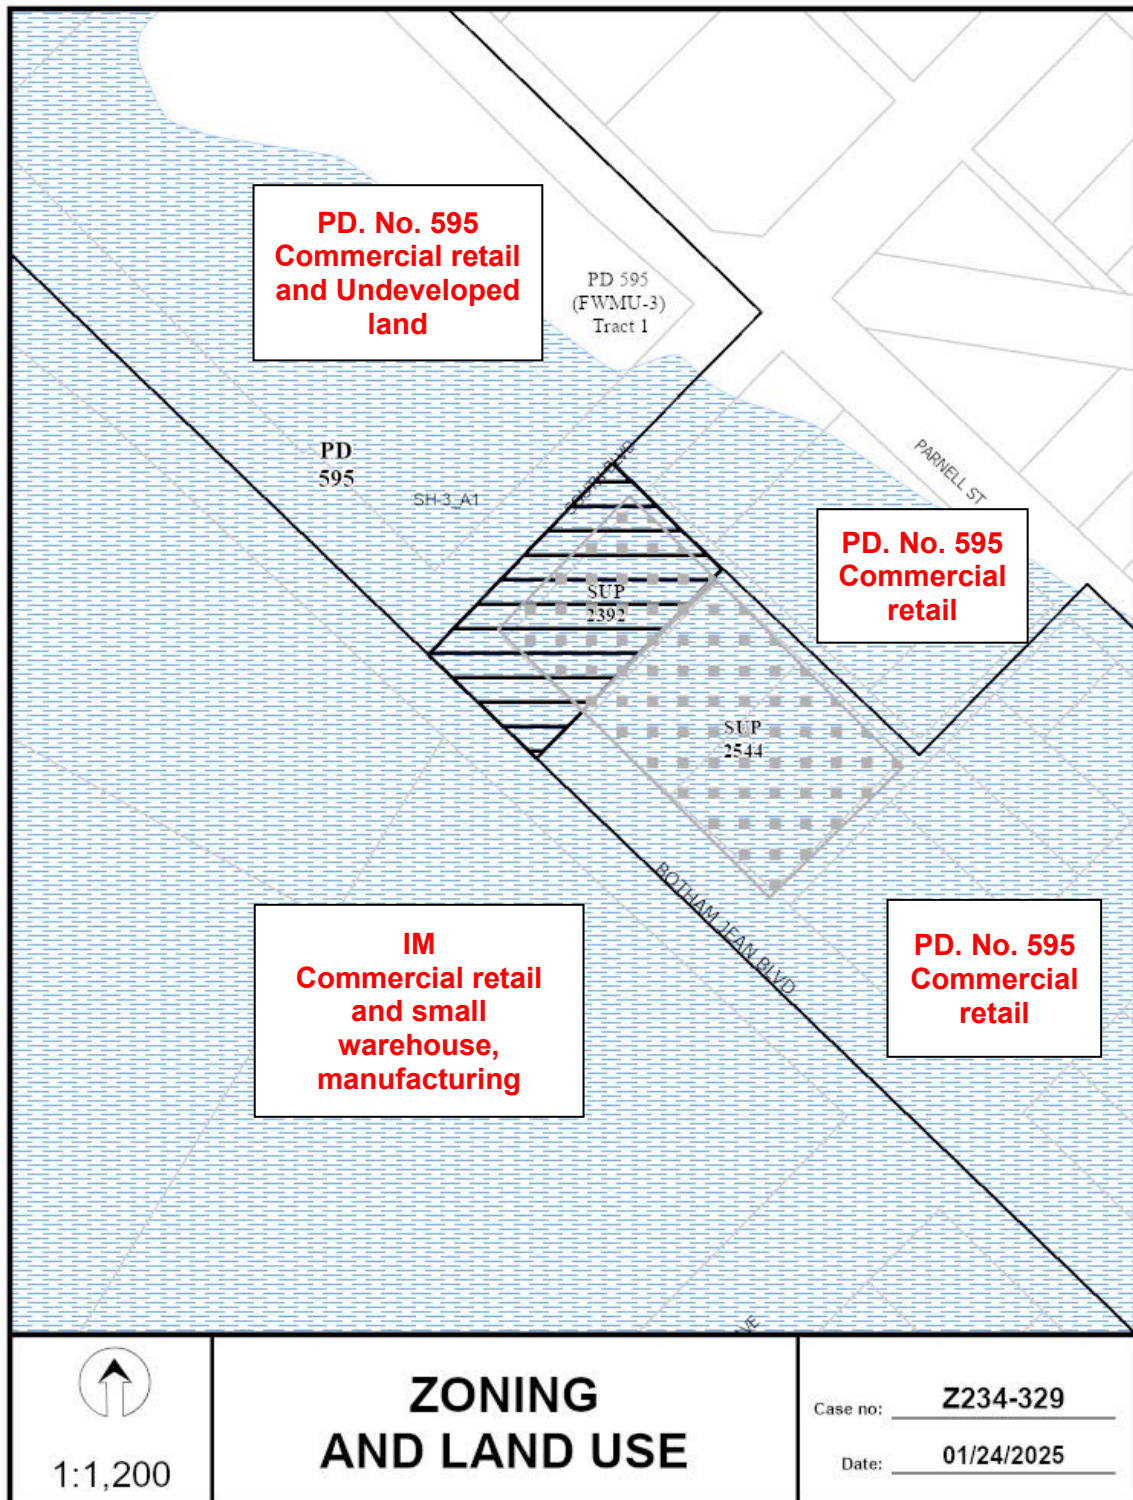 PD. No. 595
Commercial retail
and Undeveloped
land
PD 595
(FWMU-3)
Tract 1
PD
595
SH-3_A1
BLVD
PARNELL ST
PD. No. 595
Commercial
retail
SUP
2392
SUP
2544
BOTHAM JEAN BLVD
IM
Commercial retail
and small
warehouse,
manufacturing
PD. No. 595
Commercial
retail
1:1,200
ZONING
AND LAND USE
Case no: Z234-329
Date: 01/24/2025